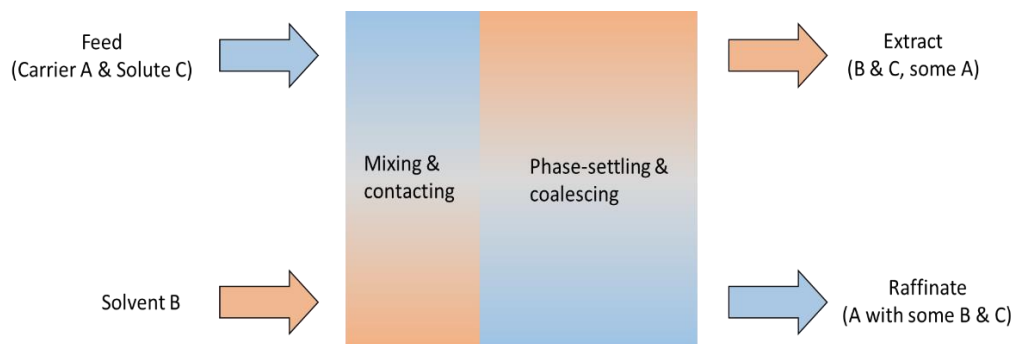 Feed
(Carrier A & Solute C)
Extract
(B & C, some A)
Mixing &
contacting
Phase-settling &
coalescing
Solvent B
Raffinate
(A with some B & C)